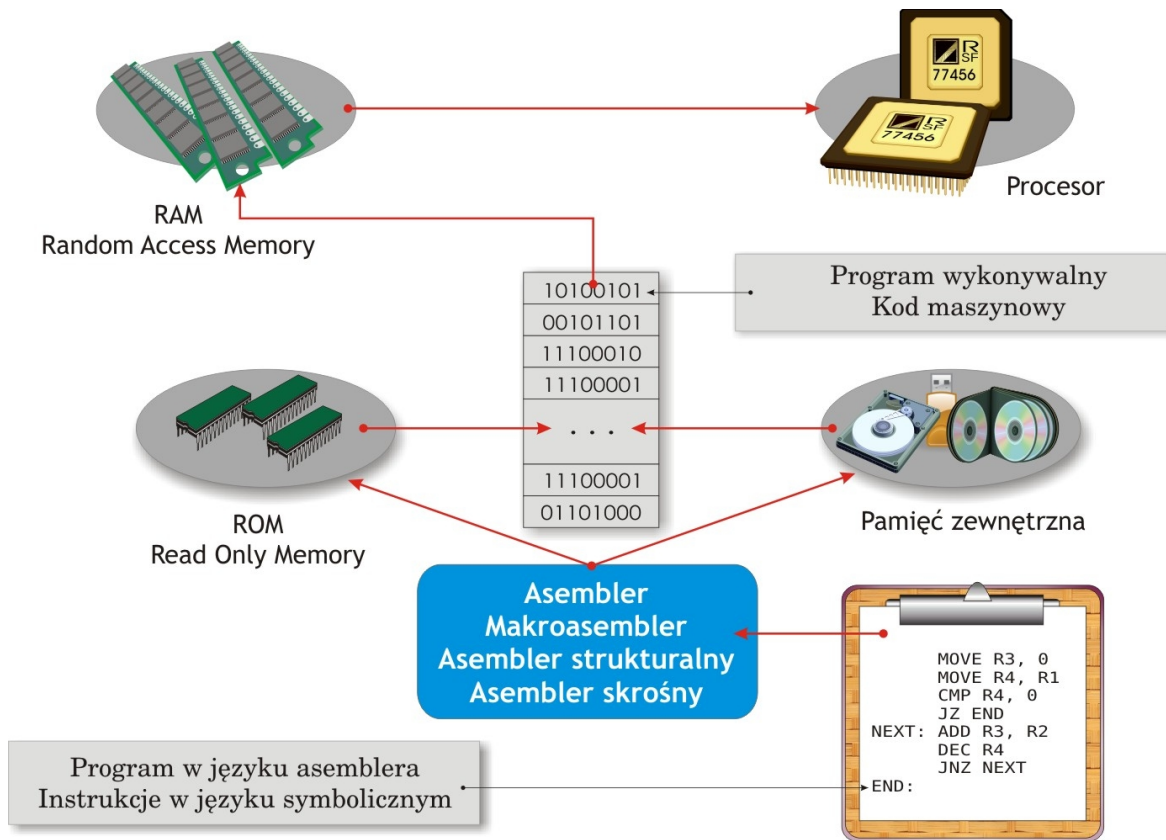 R
SF
77456
R
SF
77456
Procesor
RAM
Random Access Memory
Program wykonywalny
Kod maszynowy
10100101
00101101
11100010
11100001
. . .
11100001
01101000
ROM
Read Only Memory
Pamięć zewnętrzna
Asembler
Makroasembler
Asembler strukturalny
Asembler skrośny
MOVE R3, 0
MOVE R4, R1
CMP R4, 0
JZ END
NEXT: ADD R3, R2
DEC R4
JNZ NEXT
END:
Program w języku asemblera
Instrukcje w języku symbolicznym